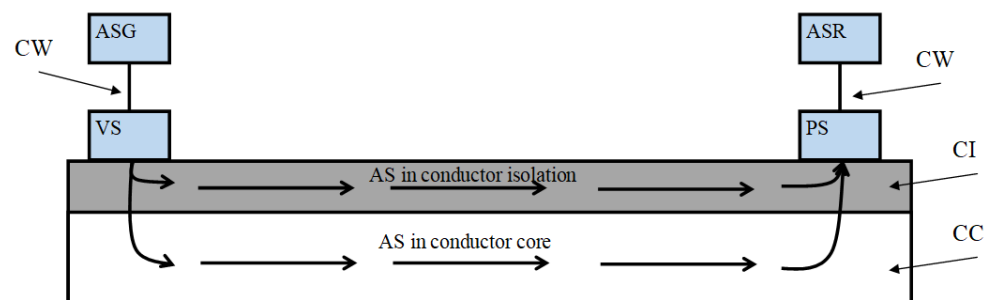 ASG
ASR
CW
CW
VS
PS
CI
AS in conductor isolation
CC
AS in conductor core